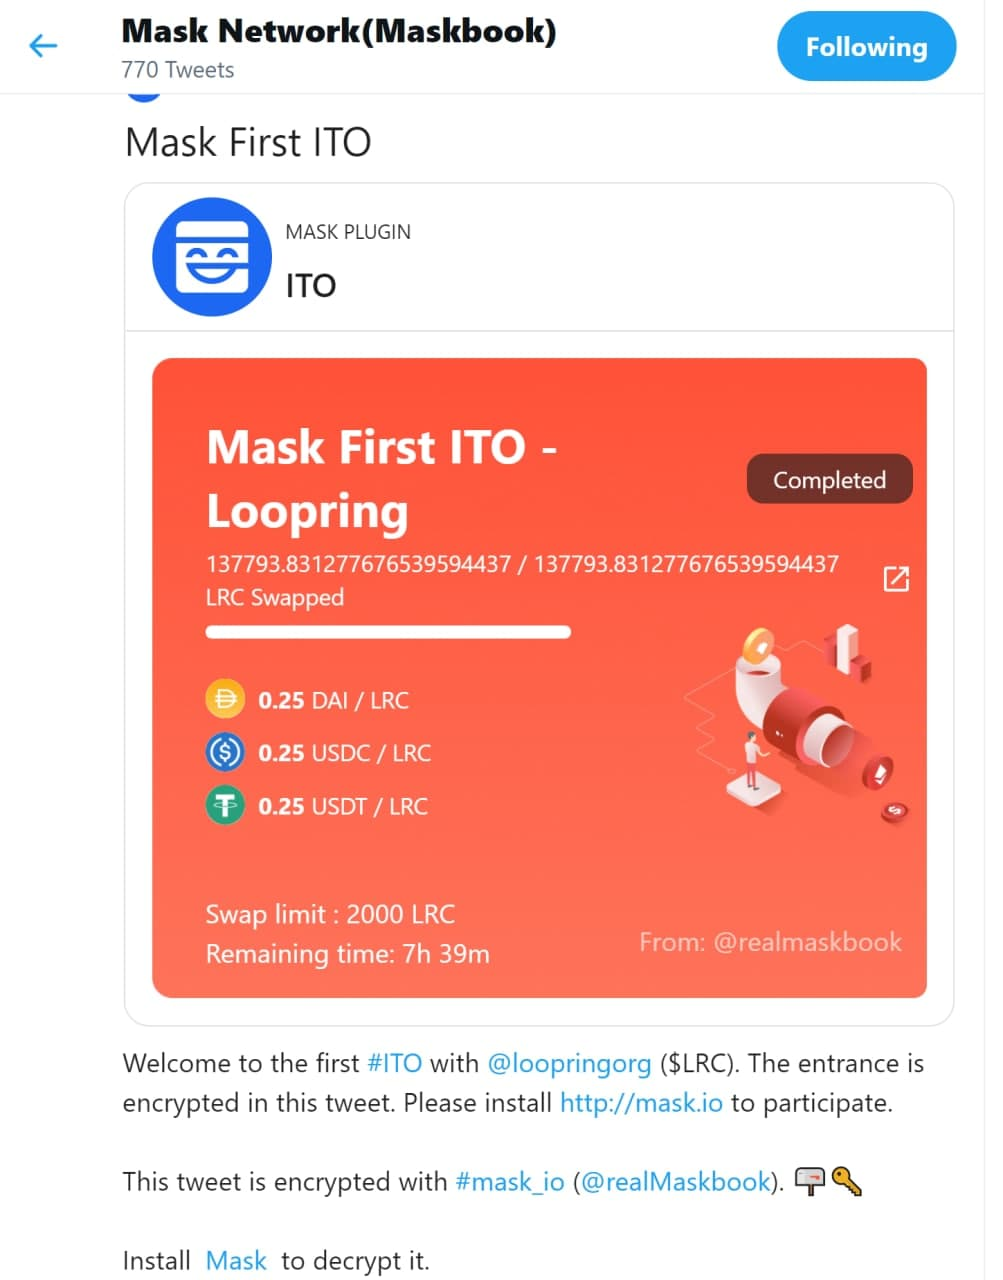 Mask Network(Maskbook)
770 Tweets
Following
Mask First ITO
MASK PLUGIN
ITO
Mask First ITO -
Loopring
Completed
137793.831277676539594437 / 137793.831277676539594437
LRC Swapped
0.25 DAI / LRC
0.25 USDC / LRC
0.25 USDT / LRC
Swap limit : 2000 LRC
Remaining time: 7h 39m
From: @realmaskbook
Welcome to the first #ITO with @loopringorg ($LRC). The entrance is
encrypted in this tweet. Please install http://mask.io to participate.
This tweet is encrypted with #mask_io (@realMaskbook). 📪🔑
Install Mask to decrypt it.